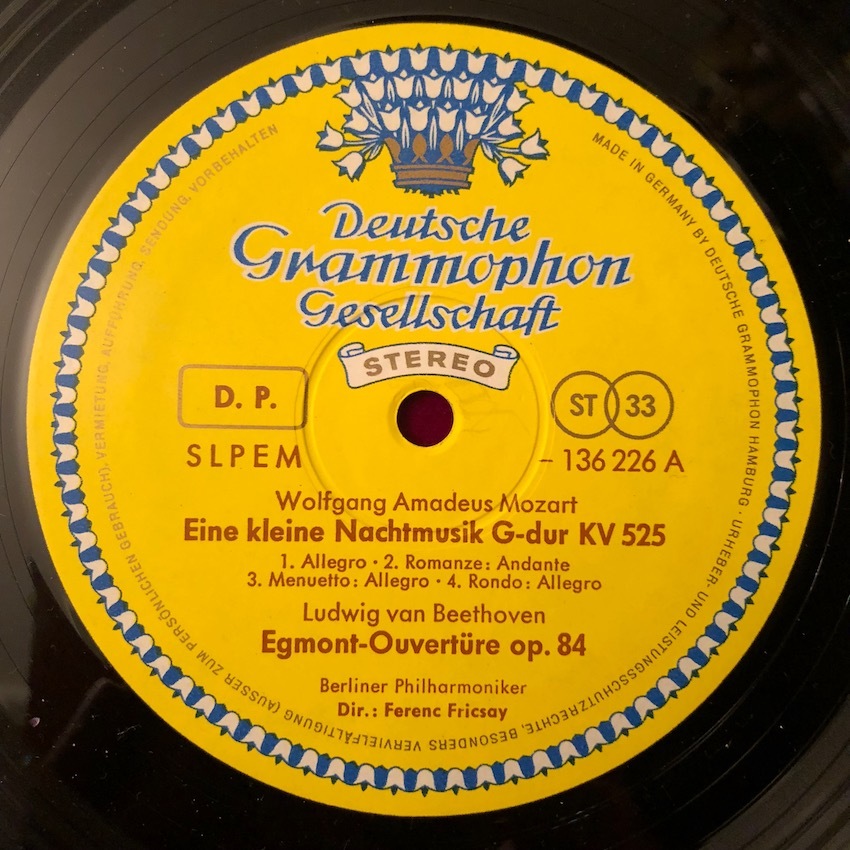 Deutsche
Grammophon
Gesellschaft
STEREO
D. P.
ST 33
SLPEM
– 136 226 A
Wolfgang Amadeus Mozart
Eine kleine Nachtmusik G-dur KV 525
1. Allegro · 2. Romanze: Andante
3. Menuetto: Allegro · 4. Rondo: Allegro
Ludwig van Beethoven
Egmont-Ouvertüre op. 84
Berliner Philharmoniker
Dir.: Ferenc Fricsay
MADE IN GERMANY BY DEUTSCHE GRAMMOPHON HAMBURG · URHEBER- UND LEISTUNGSSCHUTZRECHTE, BESONDERS VERVIELFÄLTIGUNG (AUSSER ZUM PERSÖNLICHEN GEBRAUCH), VERMIETUNG, AUFFÜHRUNG, SENDUNG, VORBEHALTEN